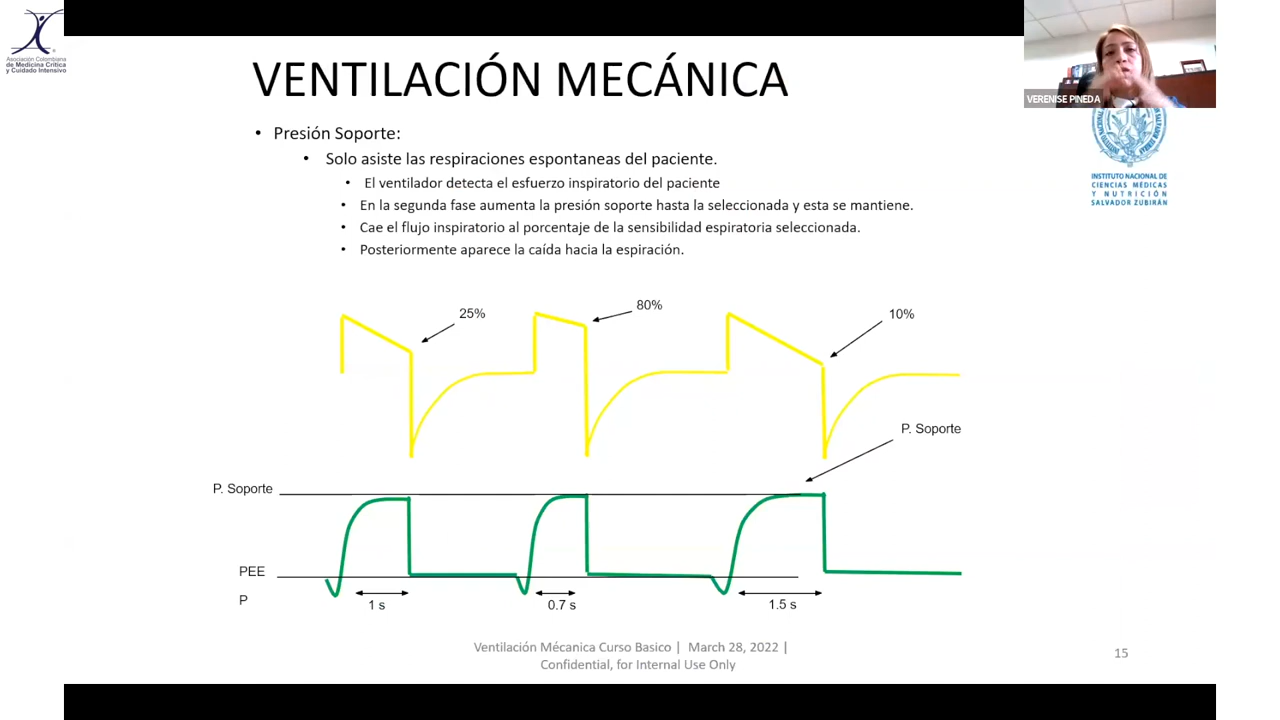 Asociación Colombiana
de Medicina Crítica
y Cuidado Intensivo
VENTILACIÓN MECÁNICA
VERENISE PINEDA
INSTITUTO NACIONAL DE
CIENCIAS MÉDICAS
Y NUTRICIÓN
SALVADOR ZUBIRÁN
• Presión Soporte:
• Solo asiste las respiraciones espontaneas del paciente.
• El ventilador detecta el esfuerzo inspiratorio del paciente
• En la segunda fase aumenta la presión soporte hasta la seleccionada y esta se mantiene.
• Cae el flujo inspiratorio al porcentaje de la sensibilidad espiratoria seleccionada.
• Posteriormente aparece la caída hacia la espiración.
25%
80%
10%
P. Soporte
P. Soporte
PEE
P
1 s
0.7 s
1.5 s
Ventilación Mécanica Curso Basico | March 28, 2022 |
Confidential, for Internal Use Only
15